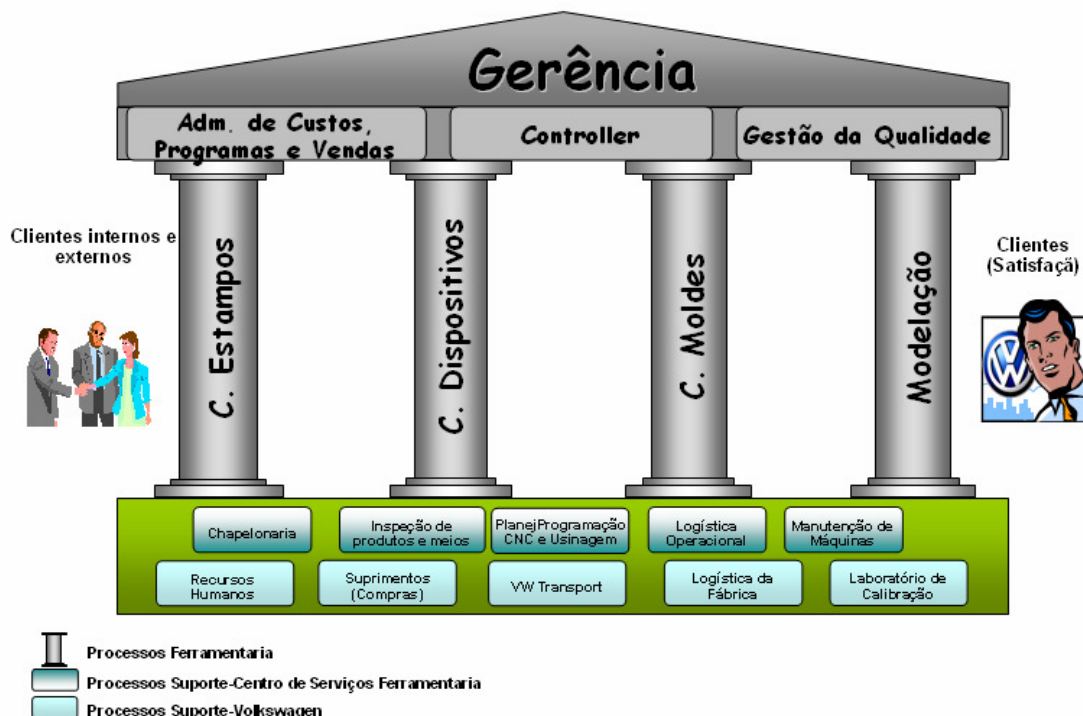 Gerência
Adm. de Custos,
Programas e Vendas
Controller
Gestão da Qualidade
Clientes internos e
externos
C. Estampos
C. Dispositivos
C. Moldes
Modelação
Clientes
(Satisfaçã)
Chapelonaria
Inspeção de
produtos e meios
PlanejProgramação
CNC e Usinagem
Logística
Operacional
Manutenção de
Máquinas
Recursos
Humanos
Suprimentos
(Compras)
VW Transport
Logística da
Fábrica
Laboratório de
Calibração
Processos Ferramentaria
Processos Suporte-Centro de Serviços Ferramentaria
Processos Suporte-Volkswagen